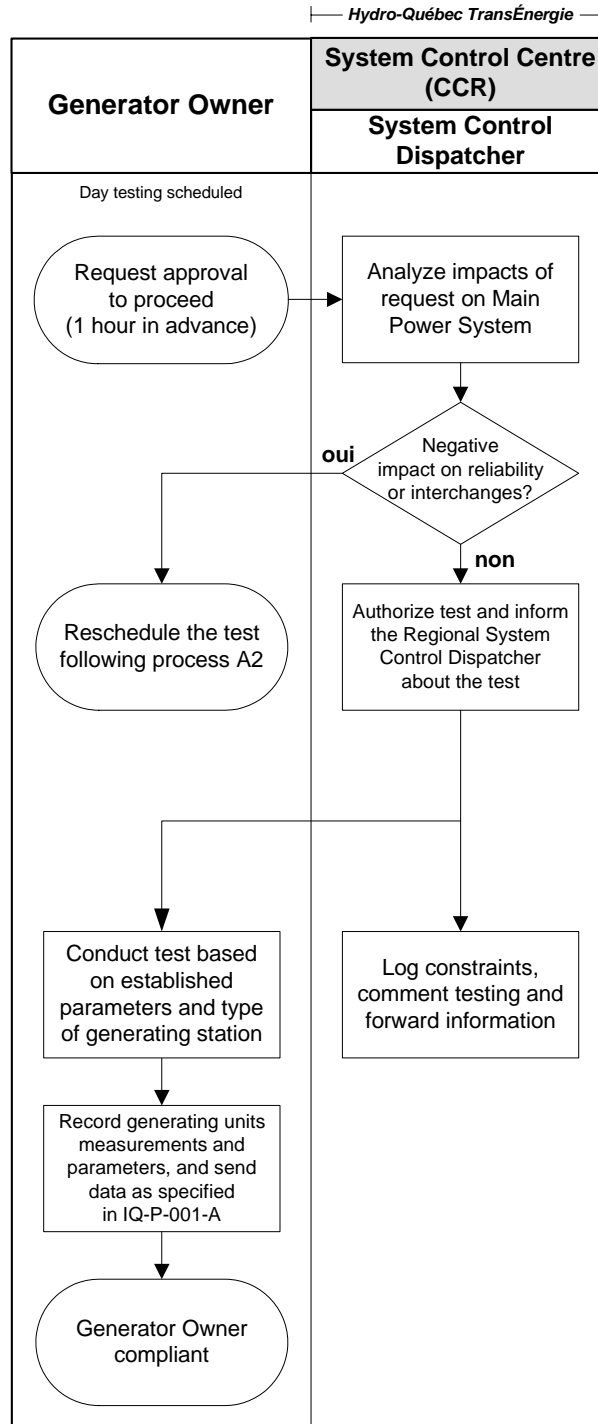 Hydro-Québec TransÉnergie
System Control Centre
(CCR)
Generator Owner
System Control
Dispatcher
Day testing scheduled
Request approval
to proceed
(1 hour in advance)
Analyze impacts of
request on Main
Power System
Negative
impact on reliability
or interchanges?
oui
non
Reschedule the test
following process A2
Authorize test and inform
the Regional System
Control Dispatcher
about the test
Conduct test based
on established
parameters and type
of generating station
Log constraints,
comment testing and
forward information
Record generating units
measurements and
parameters, and send
data as specified
in IQ-P-001-A
Generator Owner
compliant